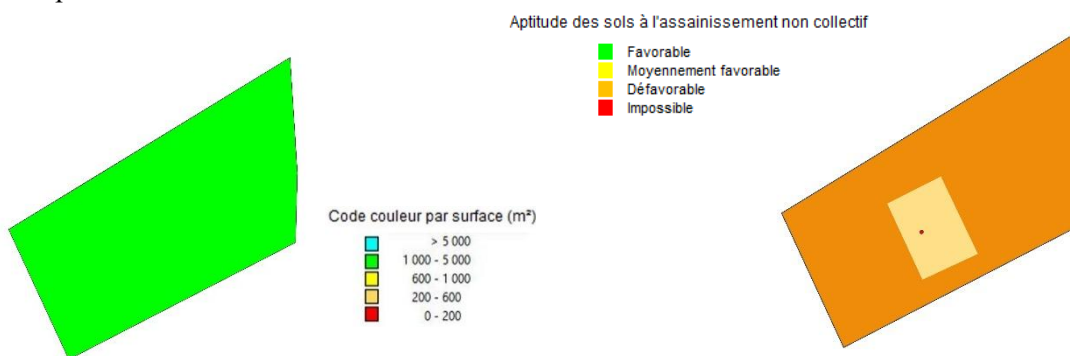 Aptitude des sols à l'assainissement non collectif
Favorable
Moyennement favorable
Défavorable
Impossible
Code couleur par surface (m²)
> 5 000
1 000 - 5 000
600 - 1 000
200 - 600
0 - 200